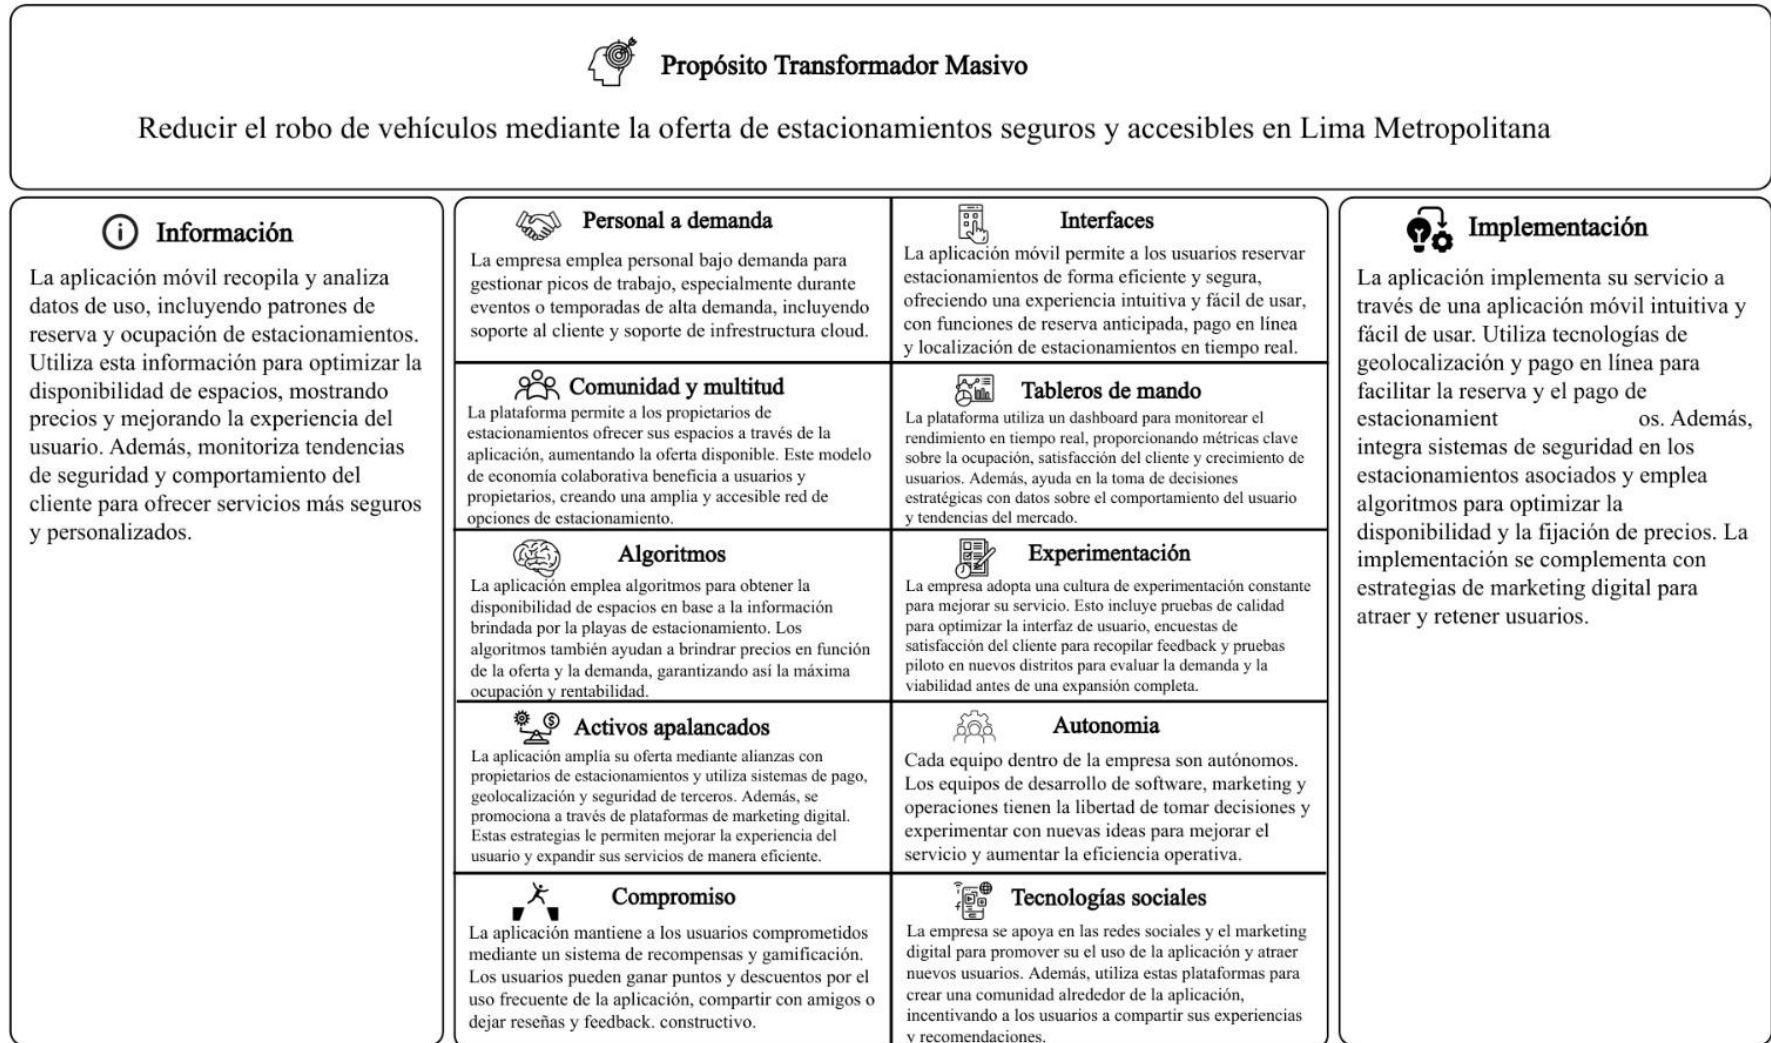 Propósito Transformador Masivo
Reducir el robo de vehículos mediante la oferta de estacionamientos seguros y accesibles en Lima Metropolitana
Información
La aplicación móvil recopila y analiza
datos de uso, incluyendo patrones de
reserva y ocupación de estacionamientos.
Utiliza esta información para optimizar la
disponibilidad de espacios, mostrando
precios y mejorando la experiencia del
usuario. Además, monitoriza tendencias
de seguridad y comportamiento del
cliente para ofrecer servicios más seguros
y personalizados.
Personal a demanda
La empresa emplea personal bajo demanda para
gestionar picos de trabajo, especialmente durante
eventos o temporadas de alta demanda, incluyendo
soporte al cliente y soporte de infrestructura cloud.
Interfaces
La aplicación móvil permite a los usuarios reservar
estacionamientos de forma eficiente y segura,
ofreciendo una experiencia intuitiva y fácil de usar,
con funciones de reserva anticipada, pago en línea
y localización de estacionamientos en tiempo real.
Comunidad y multitud
La plataforma permite a los propietarios de
estacionamientos ofrecer sus espacios a través de la
aplicación, aumentando la oferta disponible. Este modelo
de economía colaborativa beneficia a usuarios y
propietarios, creando una amplia y accesible red de
opciones de estacionamiento.
Tableros de mando
La plataforma utiliza un dashboard para monitorear el
rendimiento en tiempo real, proporcionando métricas clave
sobre la ocupación, satisfacción del cliente y crecimiento de
usuarios. Además, ayuda en la toma de decisiones
estratégicas con datos sobre el comportamiento del usuario
y tendencias del mercado.
Algoritmos
La aplicación emplea algoritmos para obtener la
disponibilidad de espacios en base a la información
brindada por la playas de estacionamiento. Los
algoritmos también ayudan a brindrar precios en función
de la oferta y la demanda, garantizando así la máxima
ocupación y rentabilidad.
Experimentación
La empresa adopta una cultura de experimentación constante
para mejorar su servicio. Esto incluye pruebas de calidad
para optimizar la interfaz de usuario, encuestas de
satisfacción del cliente para recopilar feedback y pruebas
piloto en nuevos distritos para evaluar la demanda y la
viabilidad antes de una expansión completa.
Activos apalancados
La aplicación amplía su oferta mediante alianzas con
propietarios de estacionamientos y utiliza sistemas de pago,
geolocalización y seguridad de terceros. Además, se
promociona a través de plataformas de marketing digital.
Estas estrategias le permiten mejorar la experiencia del
usuario y expandir sus servicios de manera eficiente.
Autonomia
Cada equipo dentro de la empresa son autónomos.
Los equipos de desarrollo de software, marketing y
operaciones tienen la libertad de tomar decisiones y
experimentar con nuevas ideas para mejorar el
servicio y aumentar la eficiencia operativa.
Compromiso
La aplicación mantiene a los usuarios comprometidos
mediante un sistema de recompensas y gamificación.
Los usuarios pueden ganar puntos y descuentos por el
uso frecuente de la aplicación, compartir con amigos o
dejar reseñas y feedback. constructivo.
Tecnologías sociales
La empresa se apoya en las redes sociales y el marketing
digital para promover su el uso de la aplicación y atraer
nuevos usuarios. Además, utiliza estas plataformas para
crear una comunidad alrededor de la aplicación,
incentivando a los usuarios a compartir sus experiencias
y recomendaciones.
Implementación
La aplicación implementa su servicio a
través de una aplicación móvil intuitiva y
fácil de usar. Utiliza tecnologías de
geolocalización y pago en línea para
facilitar la reserva y el pago de
estacionamient os. Además,
integra sistemas de seguridad en los
estacionamientos asociados y emplea
algoritmos para optimizar la
disponibilidad y la fijación de precios. La
implementación se complementa con
estrategias de marketing digital para
atraer y retener usuarios.